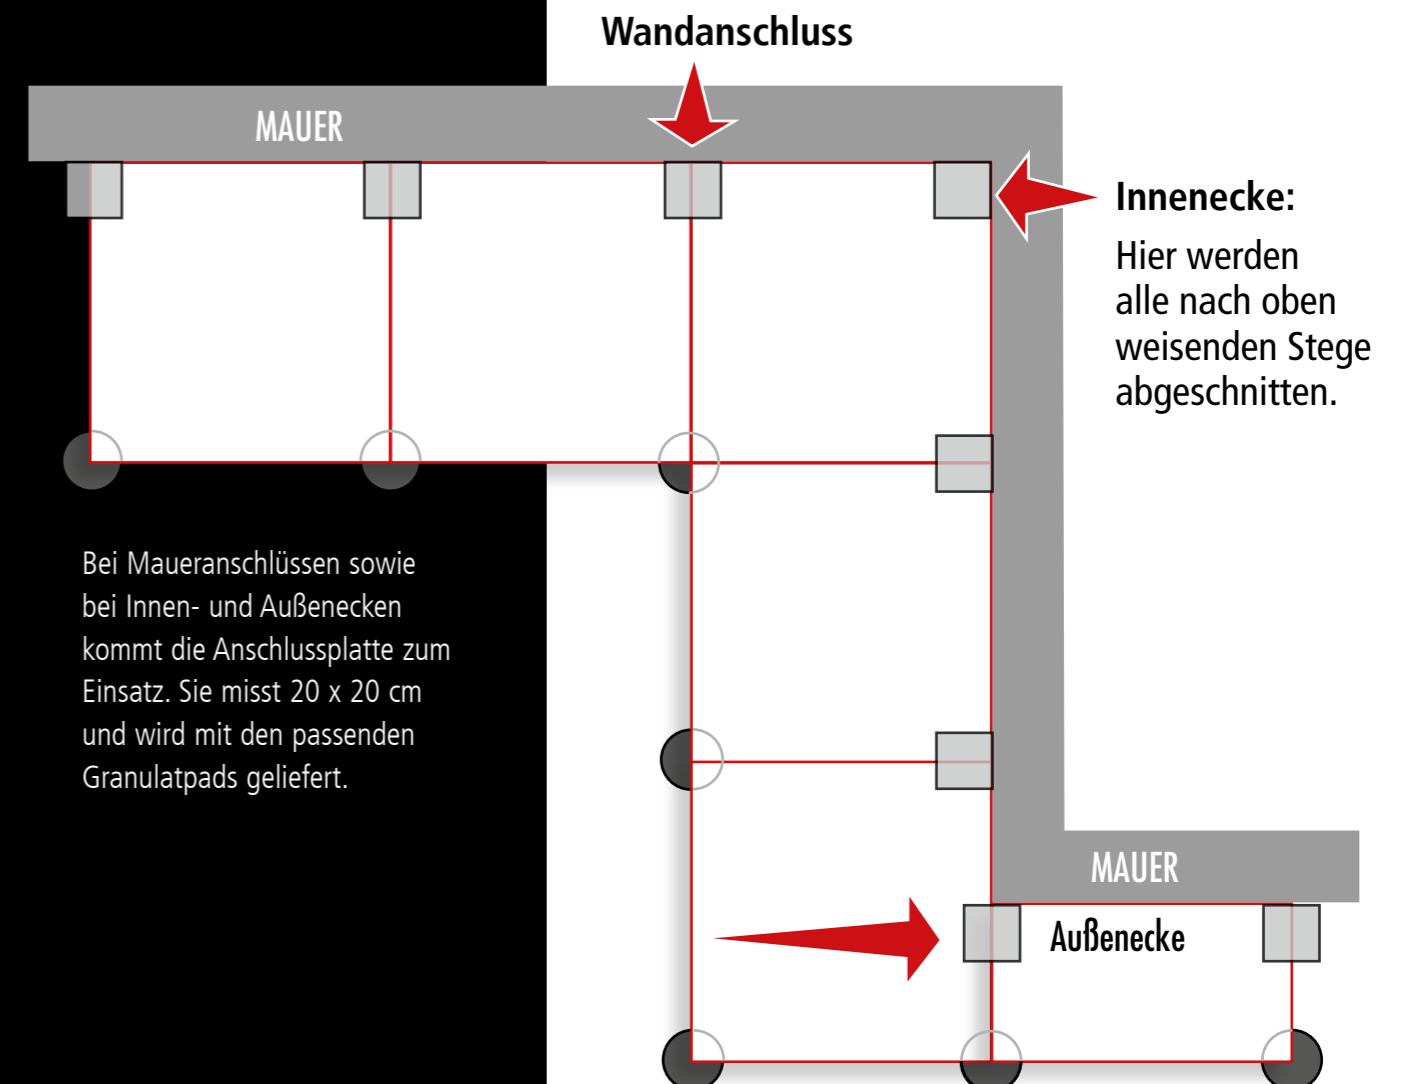 Wandanschluss
MAUER
Innenecke:
Hier werden
alle nach oben
weisenden Stege
abgeschnitten.
Bei Maueranschlüssen sowie
bei Innen- und Außenecken
kommt die Anschlussplatte zum
Einsatz. Sie misst 20 x 20 cm
und wird mit den passenden
Granulatpads geliefert.
MAUER
Außenecke